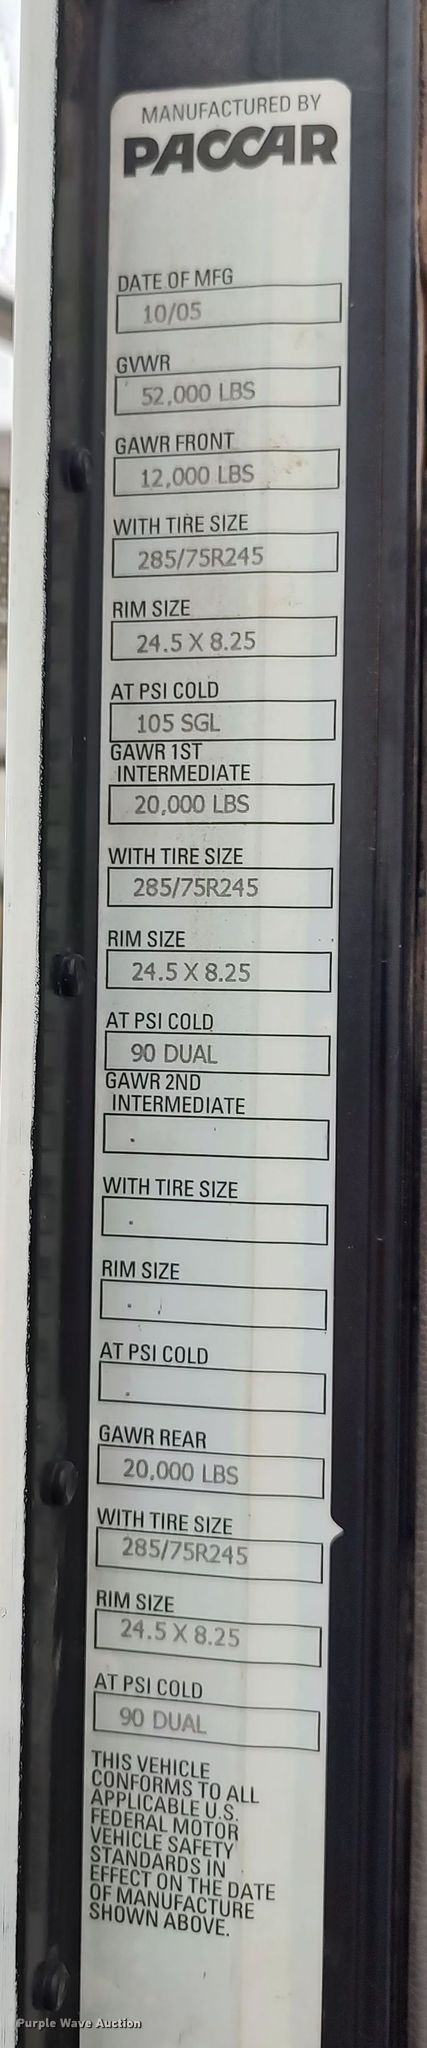 MANUFACTURED BY
PACCAR
DATE OF MFG
10/05
GVWR
52,000 LBS
GAWR FRONT
12,000 LBS
WITH TIRE SIZE
285/75R245
RIM SIZE
24.5 X 8.25
AT PSI COLD
105 SGL
GAWR 1ST
INTERMEDIATE
20,000 LBS
WITH TIRE SIZE
285/75R245
RIM SIZE
24.5 X 8.25
AT PSI COLD
90 DUAL
GAWR 2ND
INTERMEDIATE
.
WITH TIRE SIZE
.
RIM SIZE
.
AT PSI COLD
.
GAWR REAR
20,000 LBS
WITH TIRE SIZE
285/75R245
RIM SIZE
24.5 X 8.25
AT PSI COLD
90 DUAL
THIS VEHICLE
CONFORMS TO ALL
APPLICABLE U.S.
FEDERAL MOTOR
VEHICLE SAFETY
STANDARDS IN
EFFECT ON THE DATE
OF MANUFACTURE
SHOWN ABOVE.
Purple Wave Auction